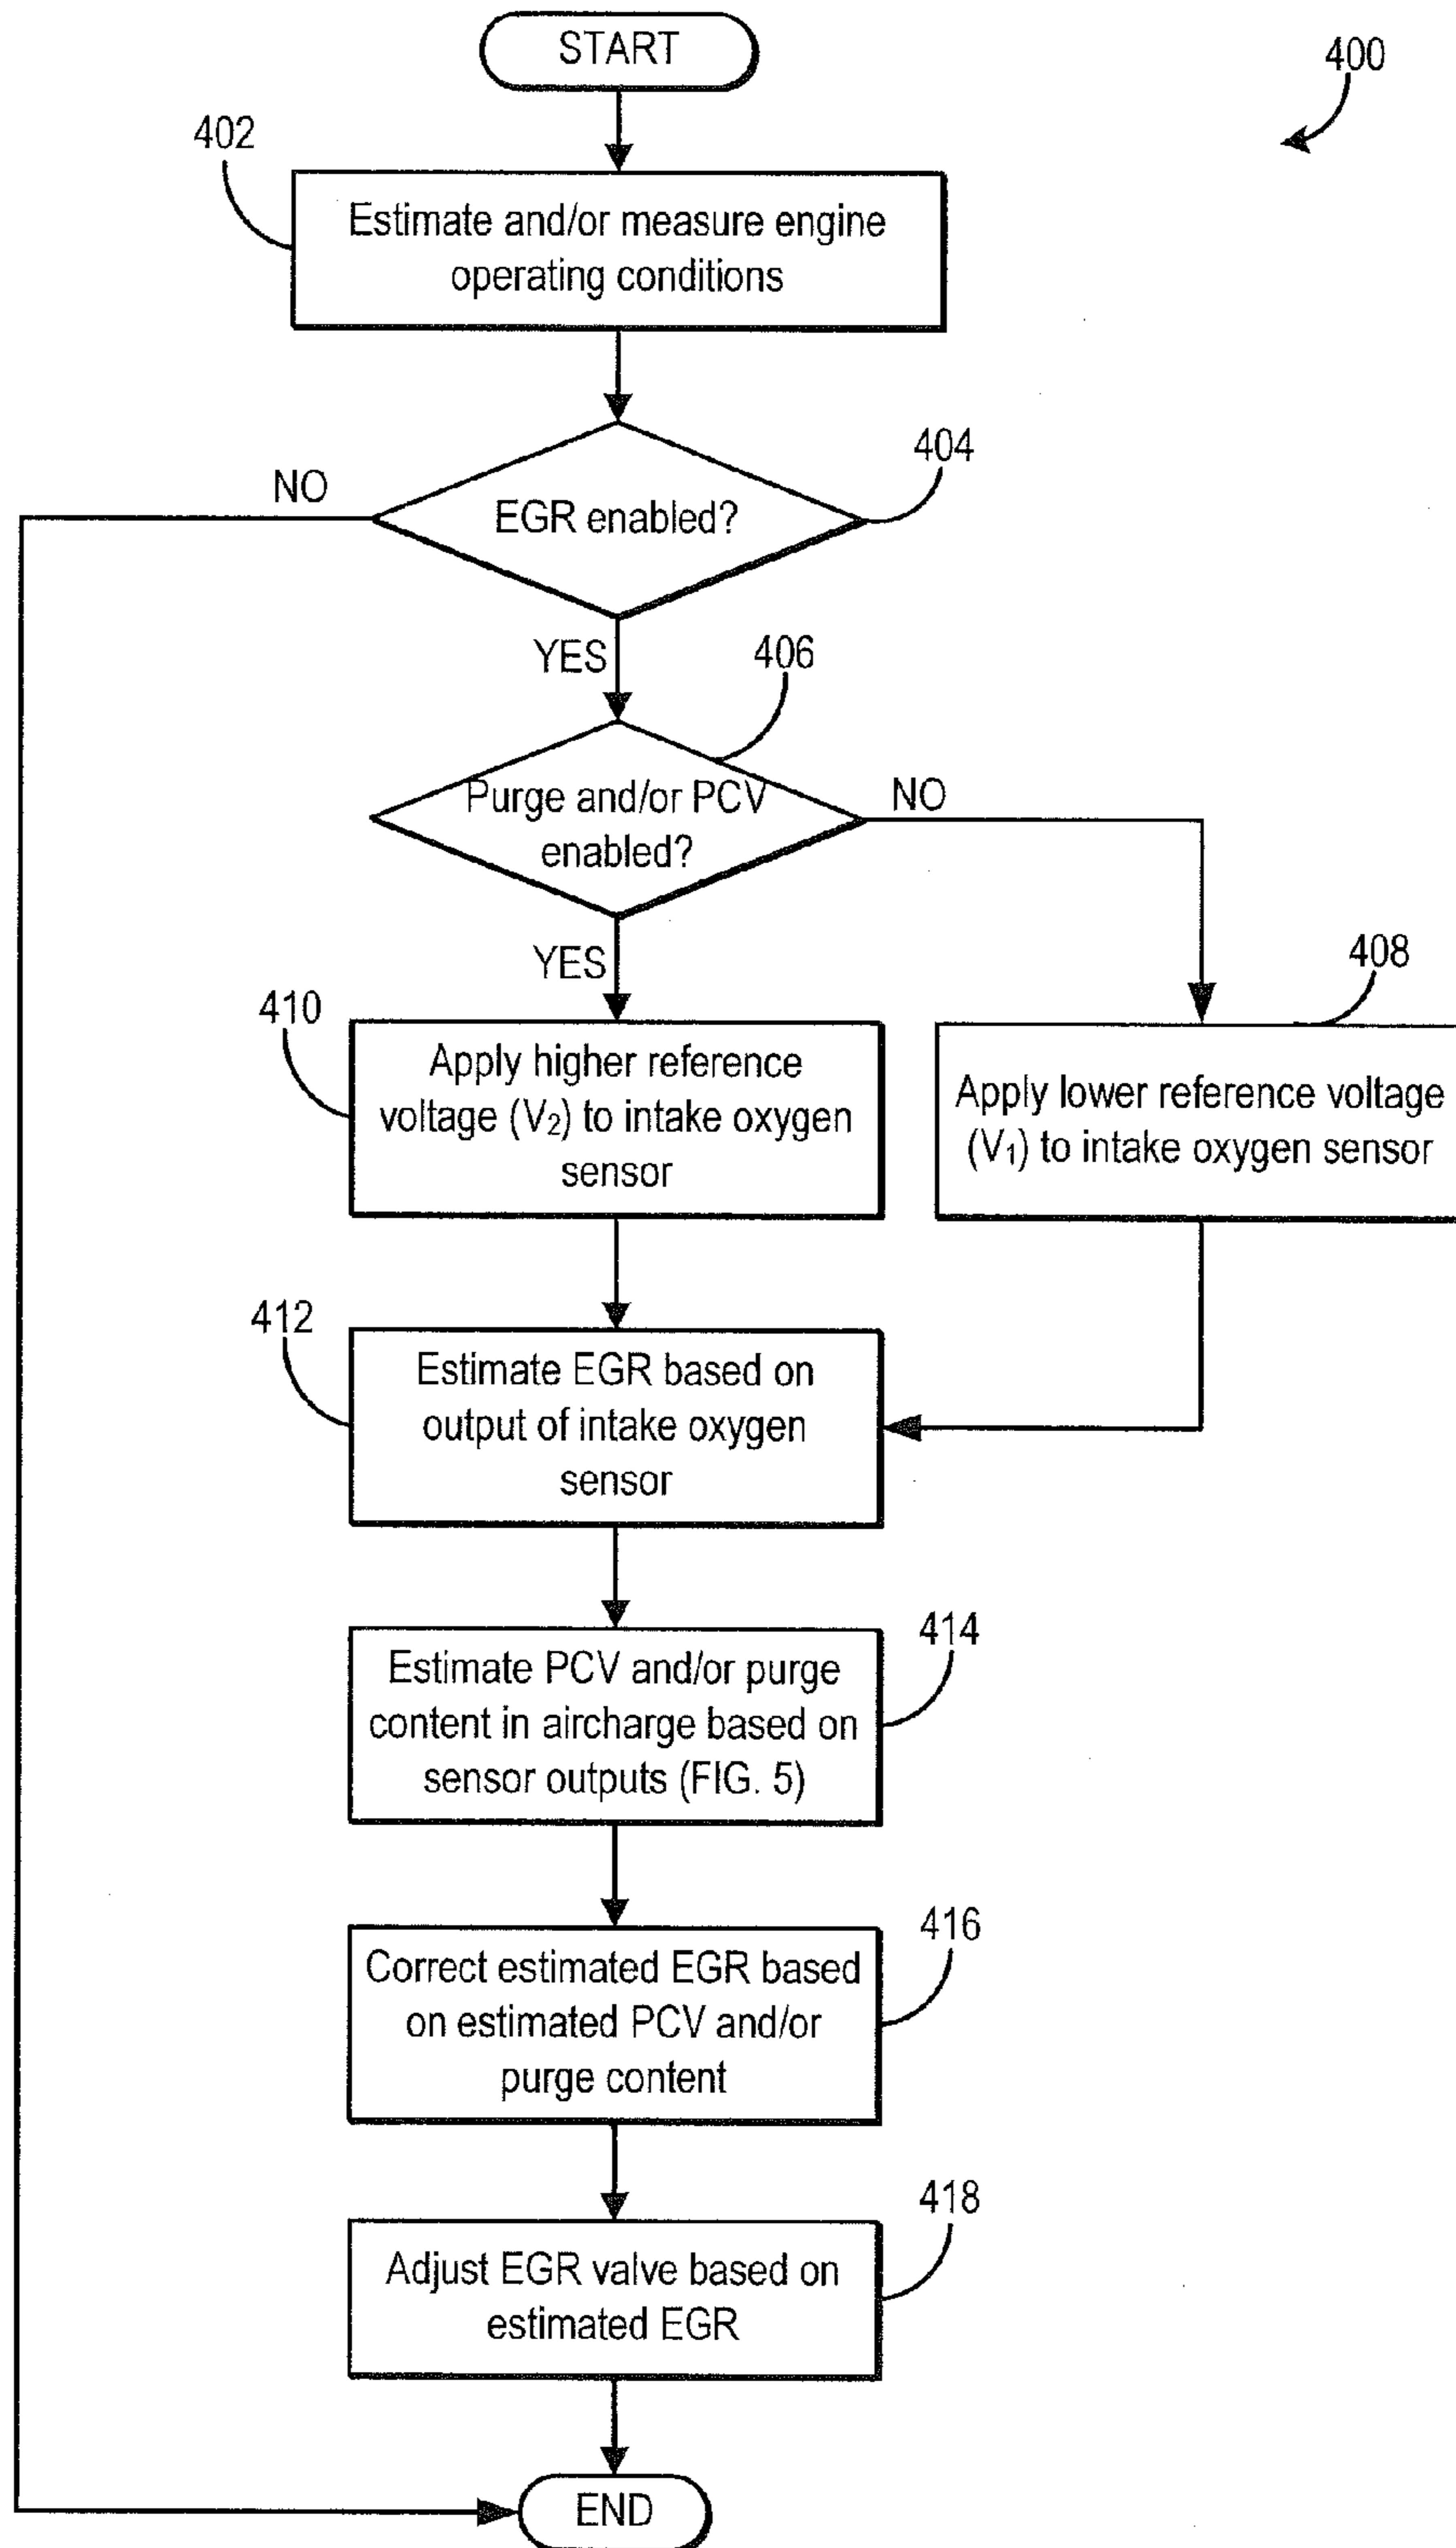 START
400
402
Estimate and/or measure engine
operating conditions
404
NO
EGR enabled?
YES
406
Purge and/or PCV
enabled?
NO
YES
408
410
Apply higher reference
voltage (V₂) to intake oxygen
sensor
Apply lower reference voltage
(V₁) to intake oxygen sensor
412
Estimate EGR based on
output of intake oxygen
sensor
414
Estimate PCV and/or purge
content in aircharge based on
sensor outputs (FIG. 5)
416
Correct estimated EGR based
on estimated PCV and/or
purge content
418
Adjust EGR valve based on
estimated EGR
END